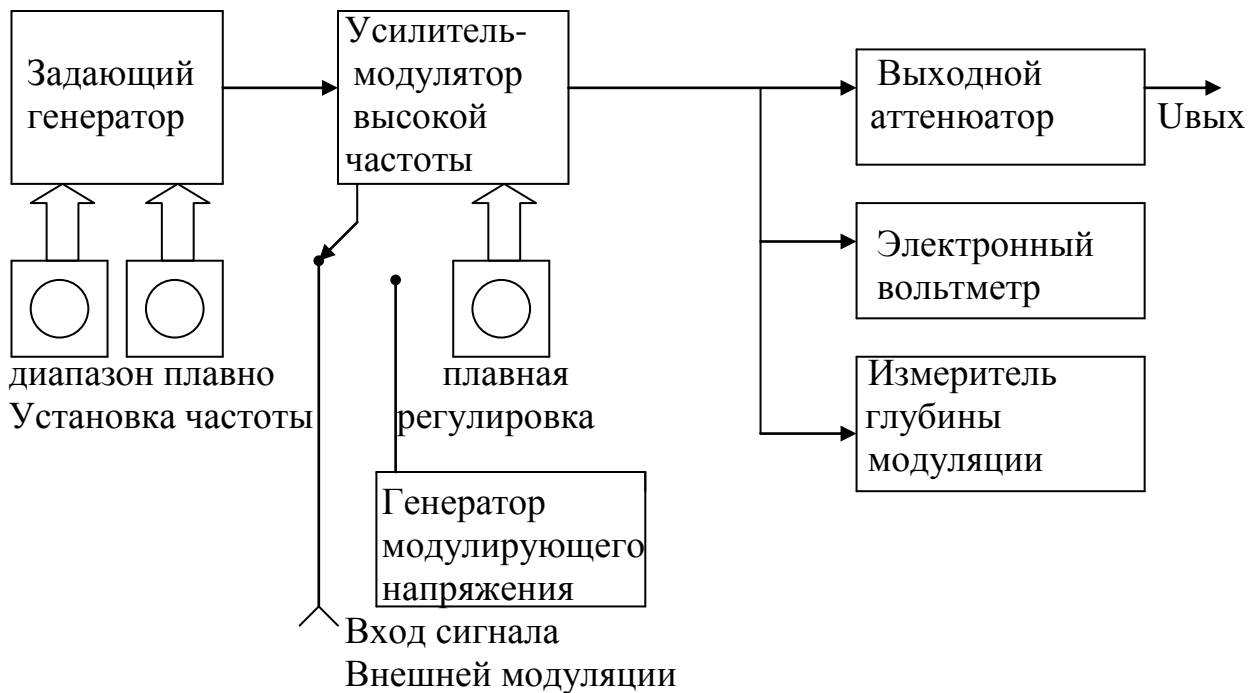 Задающий
генератор
Усилитель-
модулятор
высокой
частоты
Выходной
аттенюатор
Uвых
Электронный
вольтметр
Измеритель
глубины
модуляции
диапазон плавно
Установка частоты
плавная
регулировка
Генератор
модулирующего
напряжения
Вход сигнала
Внешней модуляции